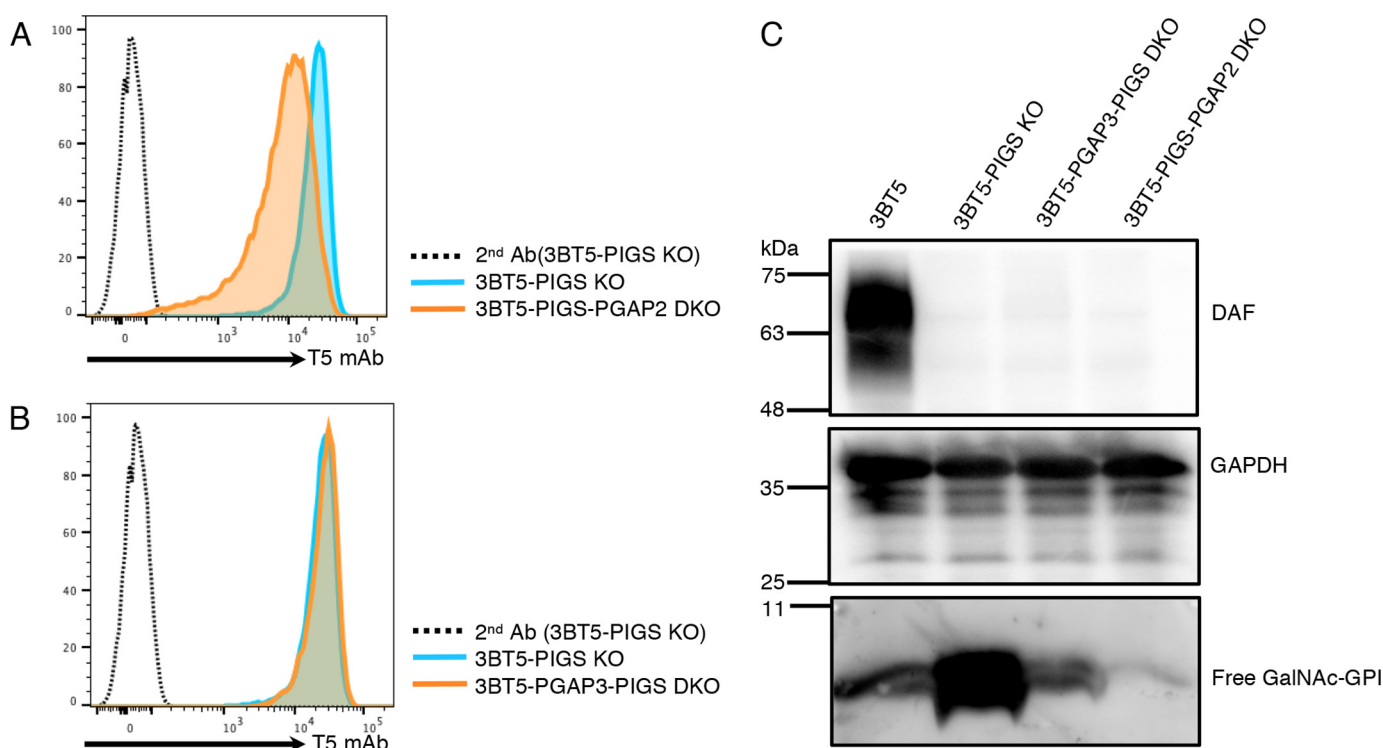 A
100
80
60
40
20
0
0
10³
10⁴
10⁵
T5 mAb
2ⁿᵈ Ab(3BT5-PIGS KO)
3BT5-PIGS KO
3BT5-PIGS-PGAP2 DKO
B
100
80
60
40
20
0
0
10³
10⁴
10⁵
T5 mAb
2ⁿᵈ Ab (3BT5-PIGS KO)
3BT5-PIGS KO
3BT5-PGAP3-PIGS DKO
C
3BT5
3BT5-PIGS KO
3BT5-PGAP3-PIGS DKO
3BT5-PIGS-PGAP2 DKO
kDa
75
63
48
DAF
35
25
GAPDH
11
Free GalNAc-GPI